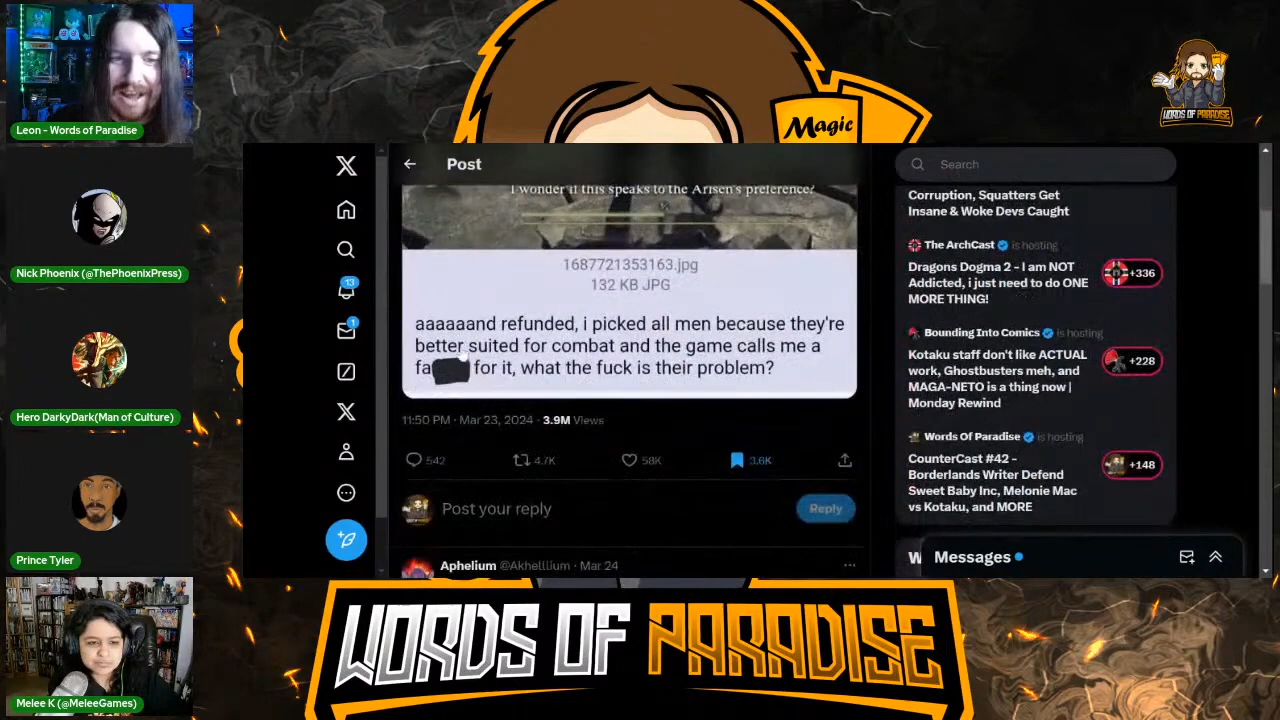 Leon - Words of Paradise
Nick Phoenix (@ThePhoenixPress)
Hero DarkyDark(Man of Culture)
Prince Tyler
Melee K (@MeleeGames)
Magic
WORDS OF PARADISE
Post
I wonder if this speaks to the Arisen's preference?
1687721353163.jpg
132 KB JPG
aaaaaand refunded, i picked all men because they're
better suited for combat and the game calls me a
fa for it, what the fuck is their problem?
11:50 PM · Mar 23, 2024 · 3.9M Views
542
4.7K
58K
3.6K
Post your reply
Reply
Aphelium @Akhelllium · Mar 24
13
1
Search
Corruption, Squatters Get
Insane & Woke Devs Caught
The ArchCast is hosting
Dragons Dogma 2 - I am NOT
Addicted, i just need to do ONE
MORE THING!
+336
Bounding Into Comics is hosting
Kotaku staff don't like ACTUAL
work, Ghostbusters meh, and
MAGA-NETO is a thing now |
Monday Rewind
+228
Words Of Paradise is hosting
CounterCast #42 -
Borderlands Writer Defend
Sweet Baby Inc, Melonie Mac
vs Kotaku, and MORE
+148
W
Messages
WORDS OF PARADISE